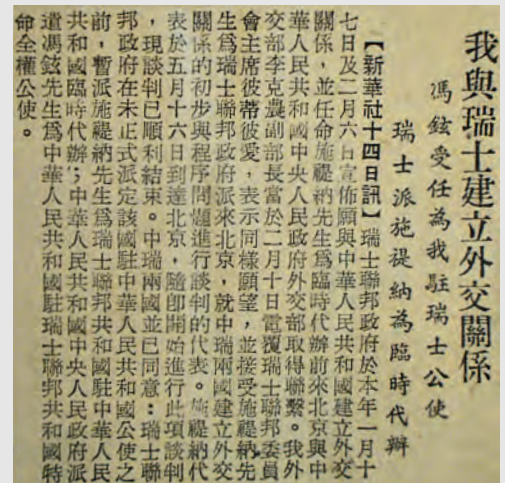 我與瑞士建立外交關係
馮鉉受任為我駐瑞士公使
瑞士派施禔納為臨時代辦
【新華社十四日訊】瑞士聯邦政府於本年一月十
七日及二月六日宣佈願與中華人民共和國建立外交
關係，並任命施禔納先生爲臨時代辦前來北京與中
華人民共和國中央人民政府外交部取得聯繫。我外
交部李克農副部長當於二月十日電覆瑞士聯邦委員
會主席彼蒂彼愛，表示同樣願望，並接受施禔納先
生爲瑞士聯邦政府派來北京，就中瑞兩國建立外交
關係的初步與程序問題進行談判的代表。施禔納代
表於五月十六日到達北京，隨卽開始進行此項談判
，現談判已順利結束。中瑞兩國並已同意：瑞士聯
邦政府在未正式派定該國駐中華人民共和國公使之
前，暫派施禔納先生爲瑞士聯邦共和國駐中華人民
共和國臨時代辦；中華人民共和國中央人民政府派
遣馮鉉先生爲中華人民共和國駐瑞士聯邦共和國特
命全權公使。